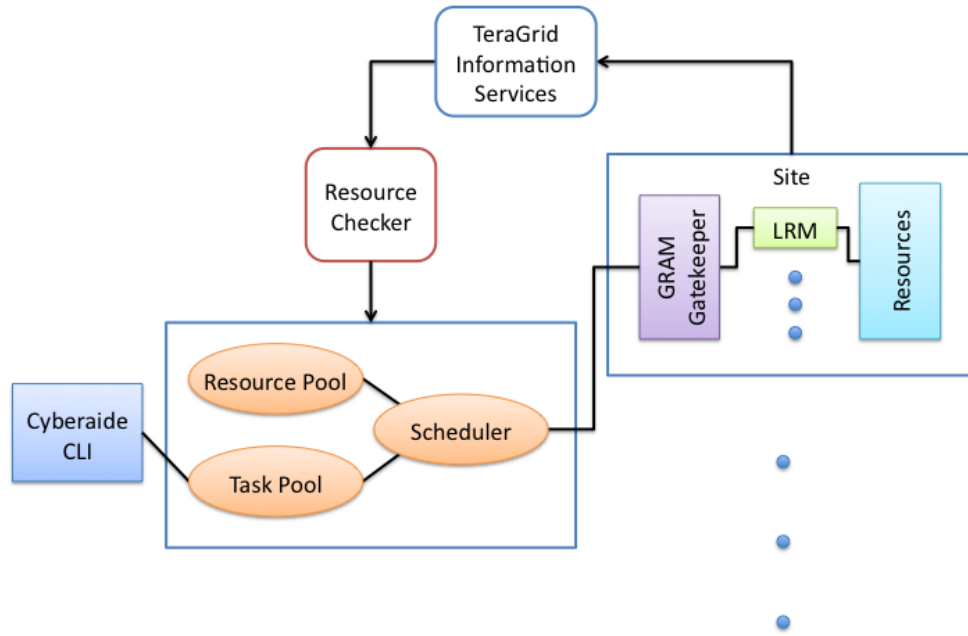 TeraGrid
Information
Services
Resource
Checker
Site
GRAM
Gatekeeper
LRM
Resources
Resource Pool
Scheduler
Task Pool
Cyberaide
CLI